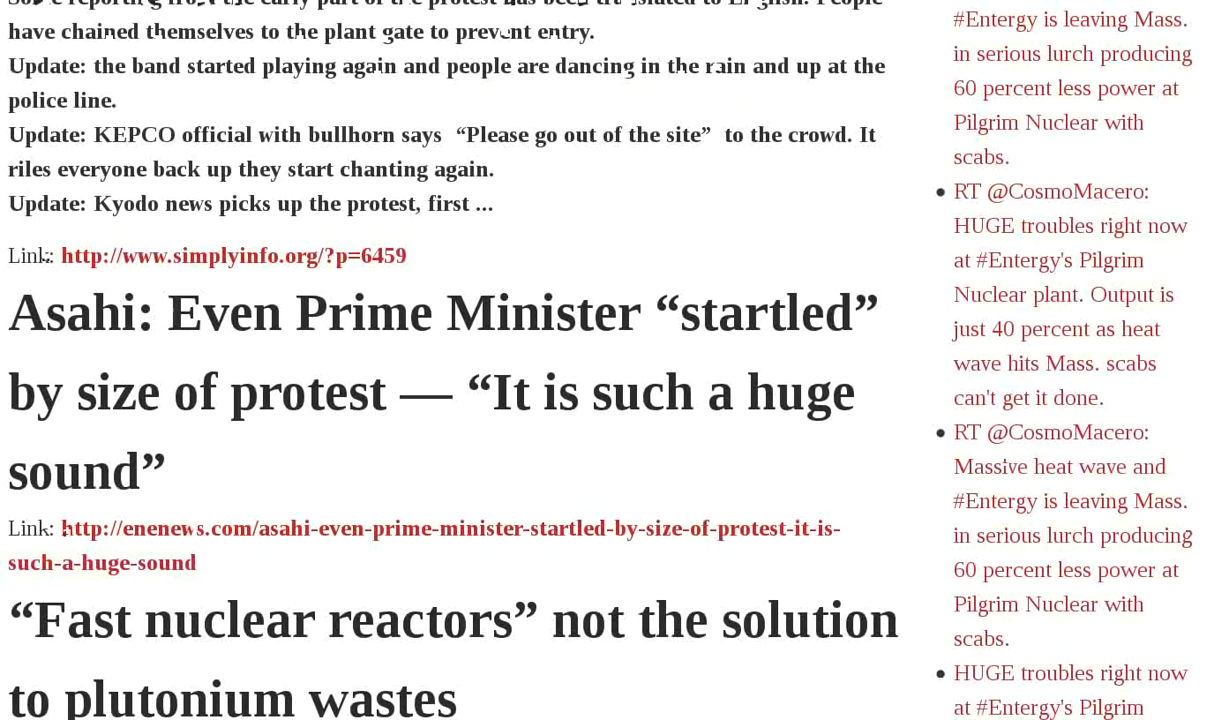 Some reporting from the early part of the protest has been translated to English. People
have chained themselves to the plant gate to prevent entry.
Update: the band started playing again and people are dancing in the rain and up at the
police line.
Update: KEPCO official with bullhorn says “Please go out of the site” to the crowd. It
riles everyone back up they start chanting again.
Update: Kyodo news picks up the protest, first ...
Link: http://www.simplyinfo.org/?p=6459
Asahi: Even Prime Minister “startled”
by size of protest — “It is such a huge
sound”
Link: http://enenews.com/asahi-even-prime-minister-startled-by-size-of-protest-it-is-
such-a-huge-sound
“Fast nuclear reactors” not the solution
to plutonium wastes
#Entergy is leaving Mass.
in serious lurch producing
60 percent less power at
Pilgrim Nuclear with
scabs.
RT @CosmoMacero:
HUGE troubles right now
at #Entergy's Pilgrim
Nuclear plant. Output is
just 40 percent as heat
wave hits Mass. scabs
can't get it done.
RT @CosmoMacero:
Massive heat wave and
#Entergy is leaving Mass.
in serious lurch producing
60 percent less power at
Pilgrim Nuclear with
scabs.
HUGE troubles right now
at #Entergy's Pilgrim